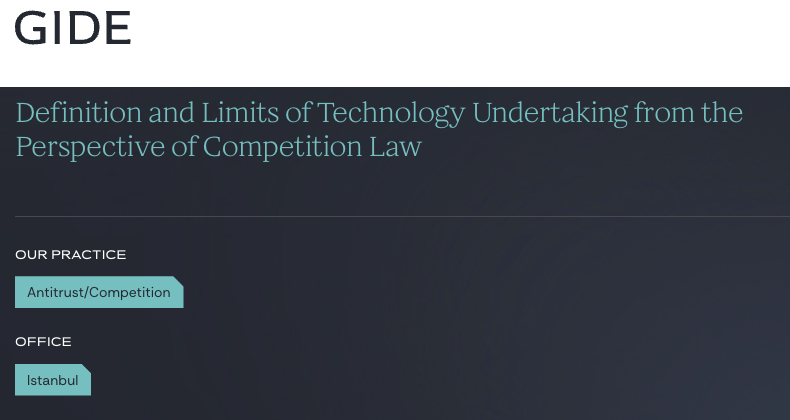 GIDE
Definition and Limits of Technology Undertaking from the
Perspective of Competition Law
OUR PRACTICE
Antitrust/Competition
OFFICE
Istanbul